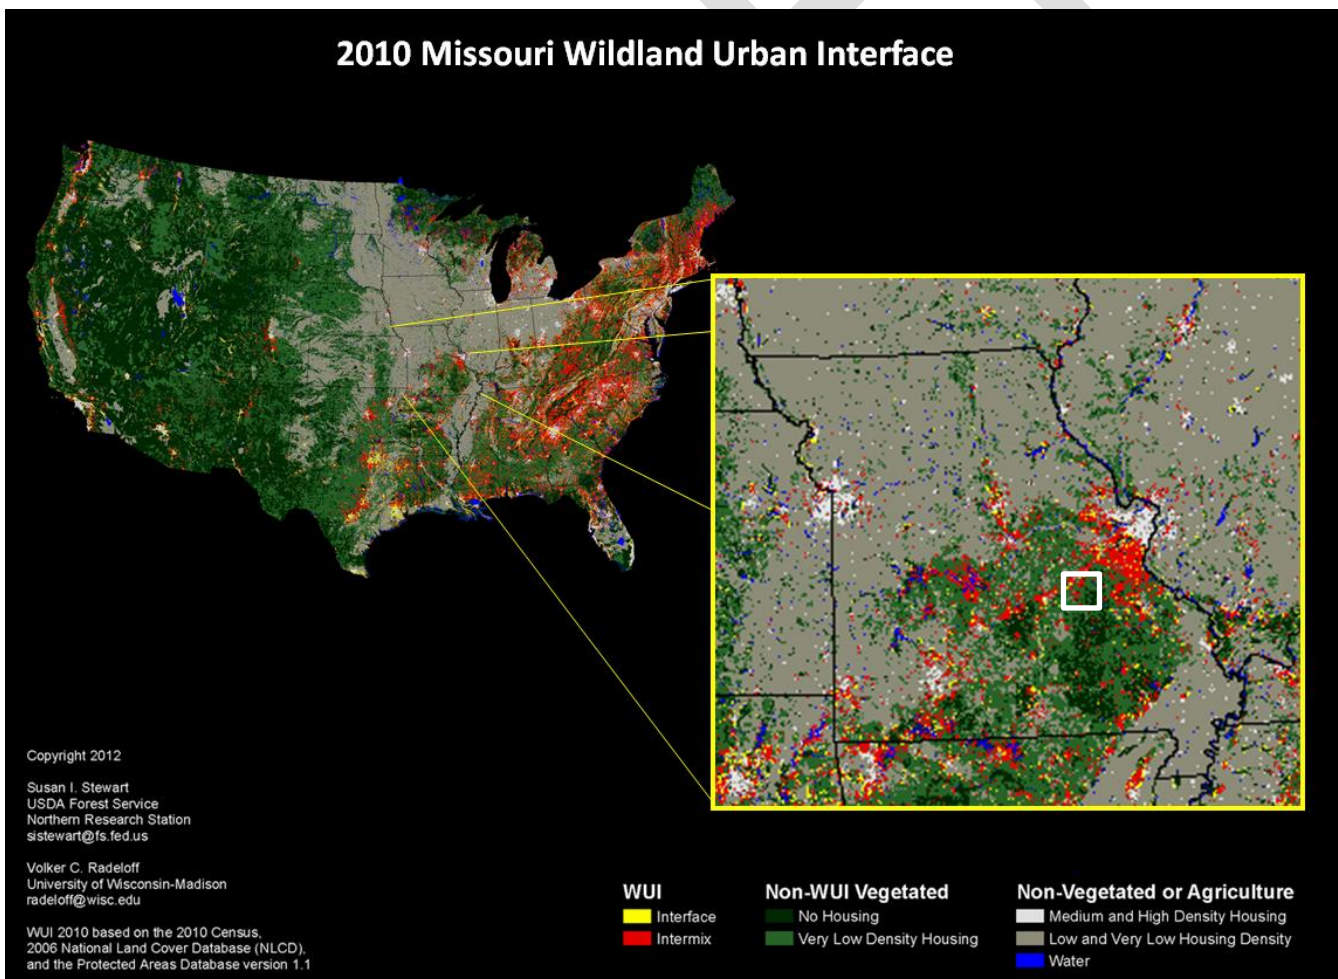 2010 Missouri Wildland Urban Interface
Copyright 2012
Susan I. Stewart
USDA Forest Service
Northern Research Station
sistewart@fs.fed.us
Volker C. Radeloff
University of Wisconsin-Madison
radeloff@wisc.edu
WUI 2010 based on the 2010 Census,
2006 National Land Cover Database (NLCD),
and the Protected Areas Database version 1.1
WUI
Interface
Intermix
Non-WUI Vegetated
No Housing
Very Low Density Housing
Non-Vegetated or Agriculture
Medium and High Density Housing
Low and Very Low Housing Density
Water